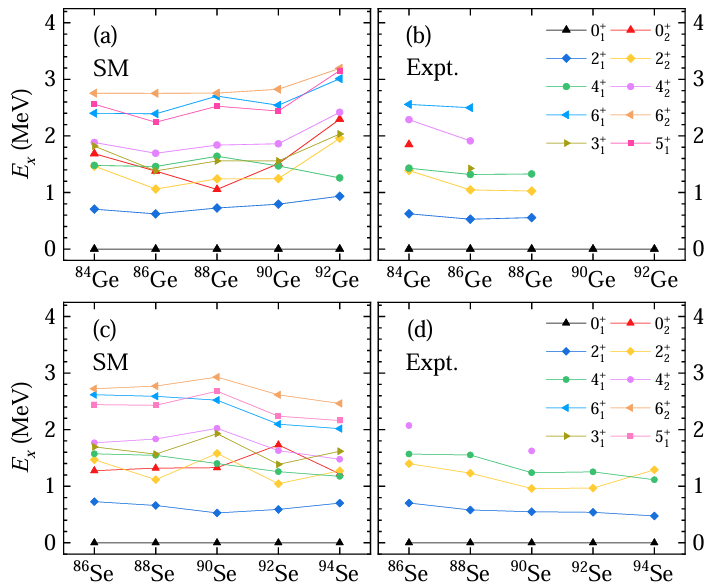 (a)
SM
E_x (MeV)
4
3
2
1
0
⁸⁴Ge ⁸⁶Ge ⁸⁸Ge ⁹⁰Ge ⁹²Ge
(b)
Expt.
0₁⁺ 0₂⁺
2₁⁺ 2₂⁺
4₁⁺ 4₂⁺
6₁⁺ 6₂⁺
3₁⁺ 5₁⁺
4
3
2
1
0
⁸⁴Ge ⁸⁶Ge ⁸⁸Ge ⁹⁰Ge ⁹²Ge
(c)
SM
E_x (MeV)
4
3
2
1
0
⁸⁶Se ⁸⁸Se ⁹⁰Se ⁹²Se ⁹⁴Se
(d)
Expt.
0₁⁺ 0₂⁺
2₁⁺ 2₂⁺
4₁⁺ 4₂⁺
6₁⁺ 6₂⁺
3₁⁺ 5₁⁺
4
3
2
1
0
⁸⁶Se ⁸⁸Se ⁹⁰Se ⁹²Se ⁹⁴Se